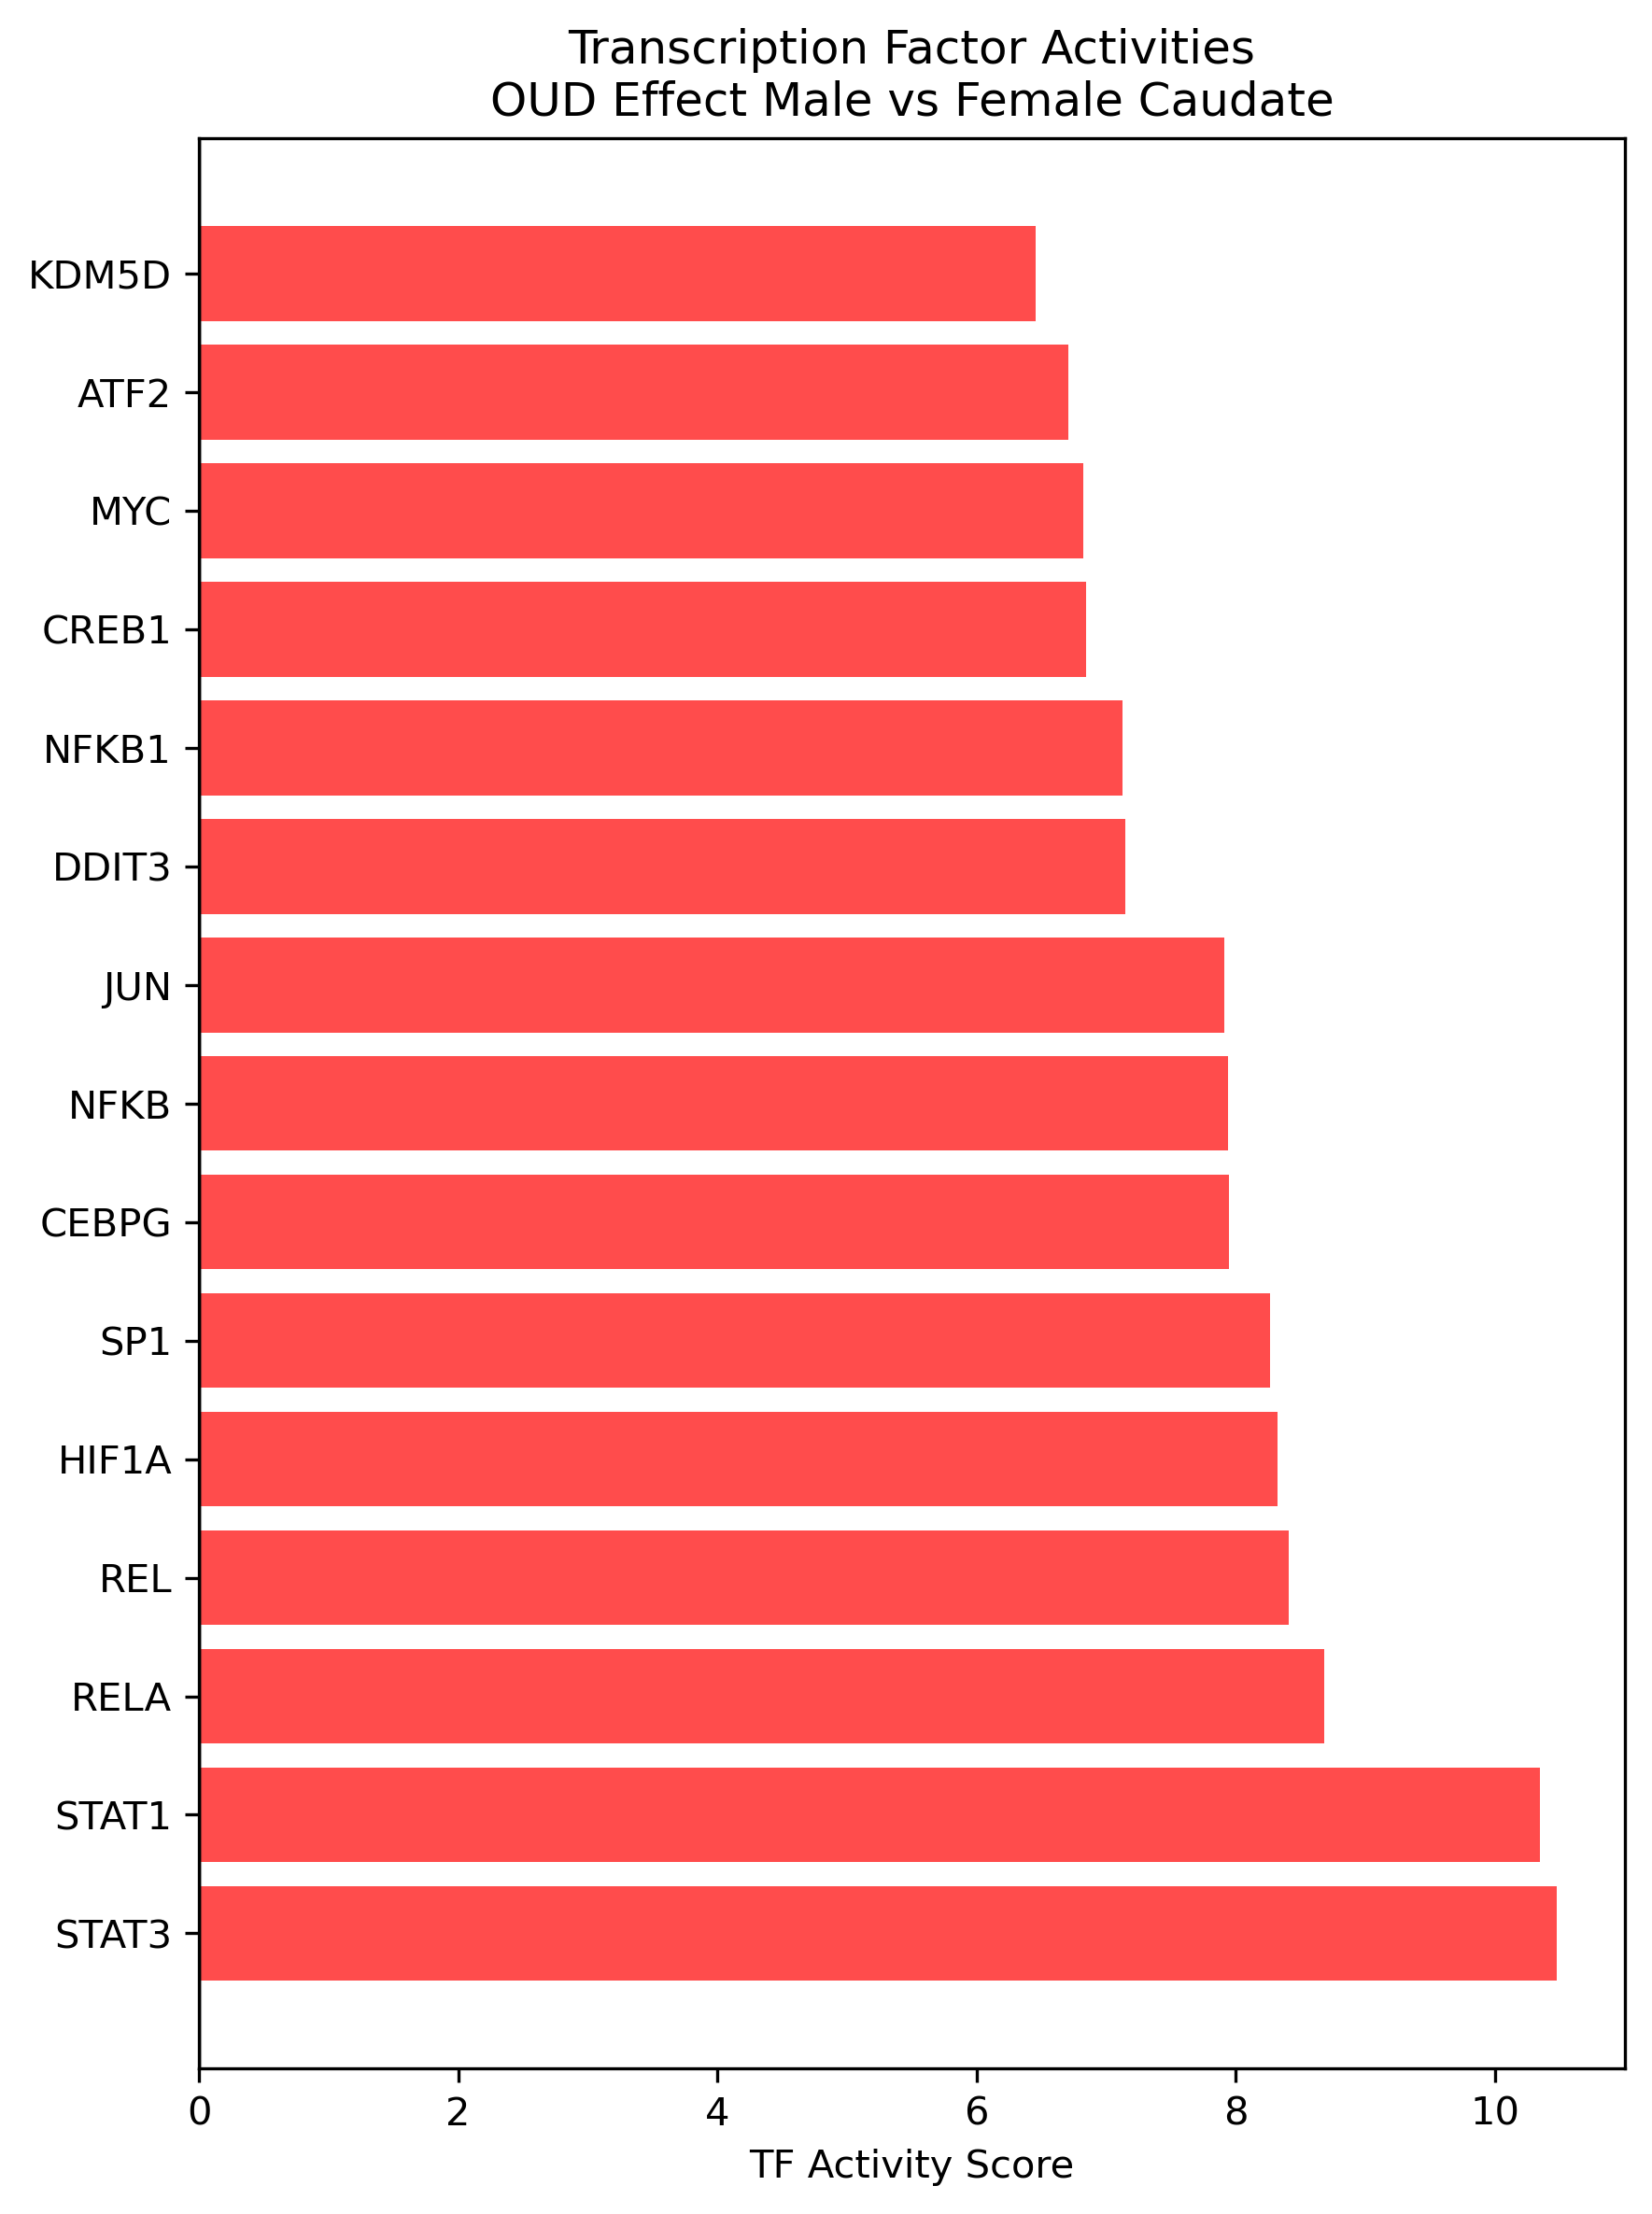 Transcription Factor Activities
OUD Effect Male vs Female Caudate
KDM5D
ATF2
MYC
CREB1
NFKB1
DDIT3
JUN
NFKB
CEBPG
SP1
HIF1A
REL
RELA
STAT1
STAT3
0 2 4 6 8 10
TF Activity Score